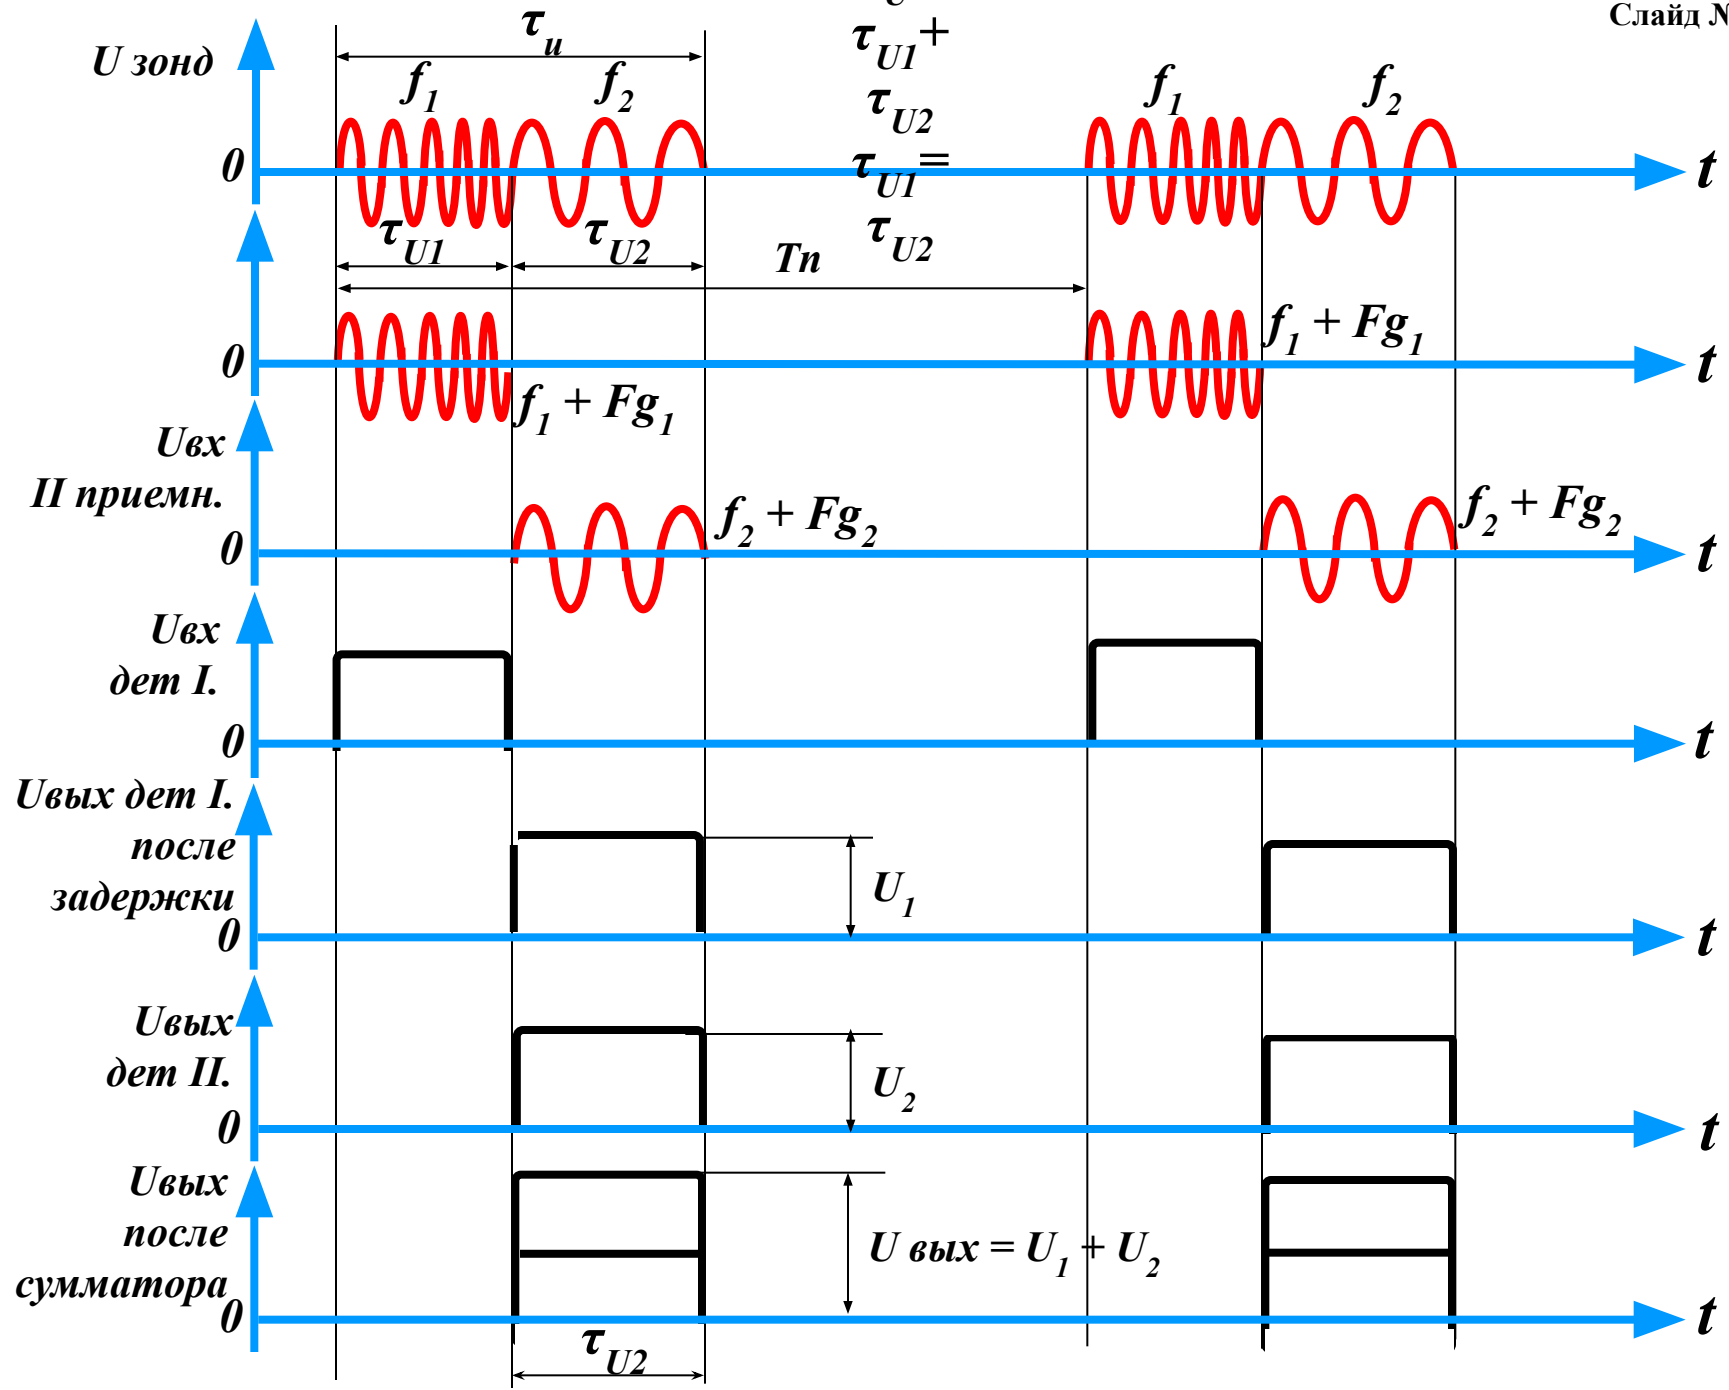 Слайд N
τu
τU1+
τU2
τU1=
τU2
U зонд
f1
f2
f1
f2
0
t
τU1
τU2
Tп
f1 + Fg1
0
t
f1 + Fg1
Uвх
II приемн.
f2 + Fg2
f2 + Fg2
0
t
Uвх
дет I.
0
t
Uвых дет I.
после
задержки
U1
0
t
Uвых
дет II.
U2
0
t
Uвых
после
сумматора
U вых = U1 + U2
0
t
τU2